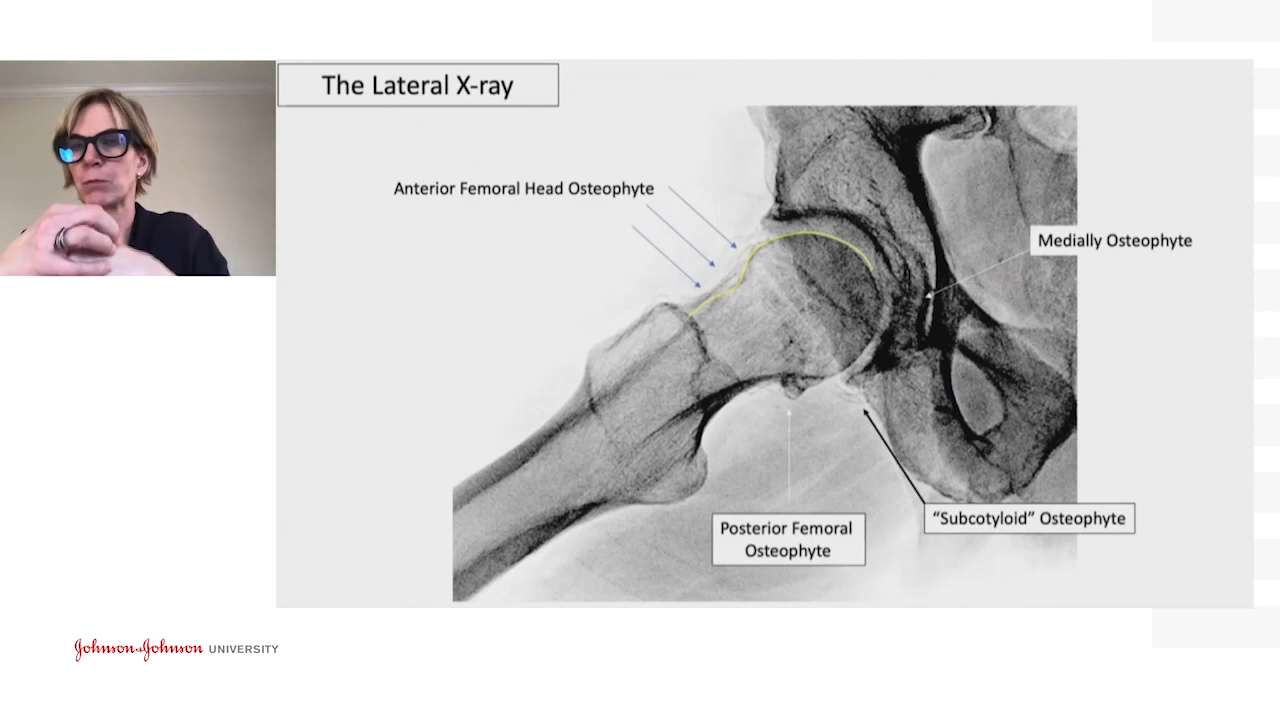 The Lateral X-ray
Anterior Femoral Head Osteophyte
Medially Osteophyte
Posterior Femoral
Osteophyte
“Subcotyloid” Osteophyte
Johnson+Johnson UNIVERSITY